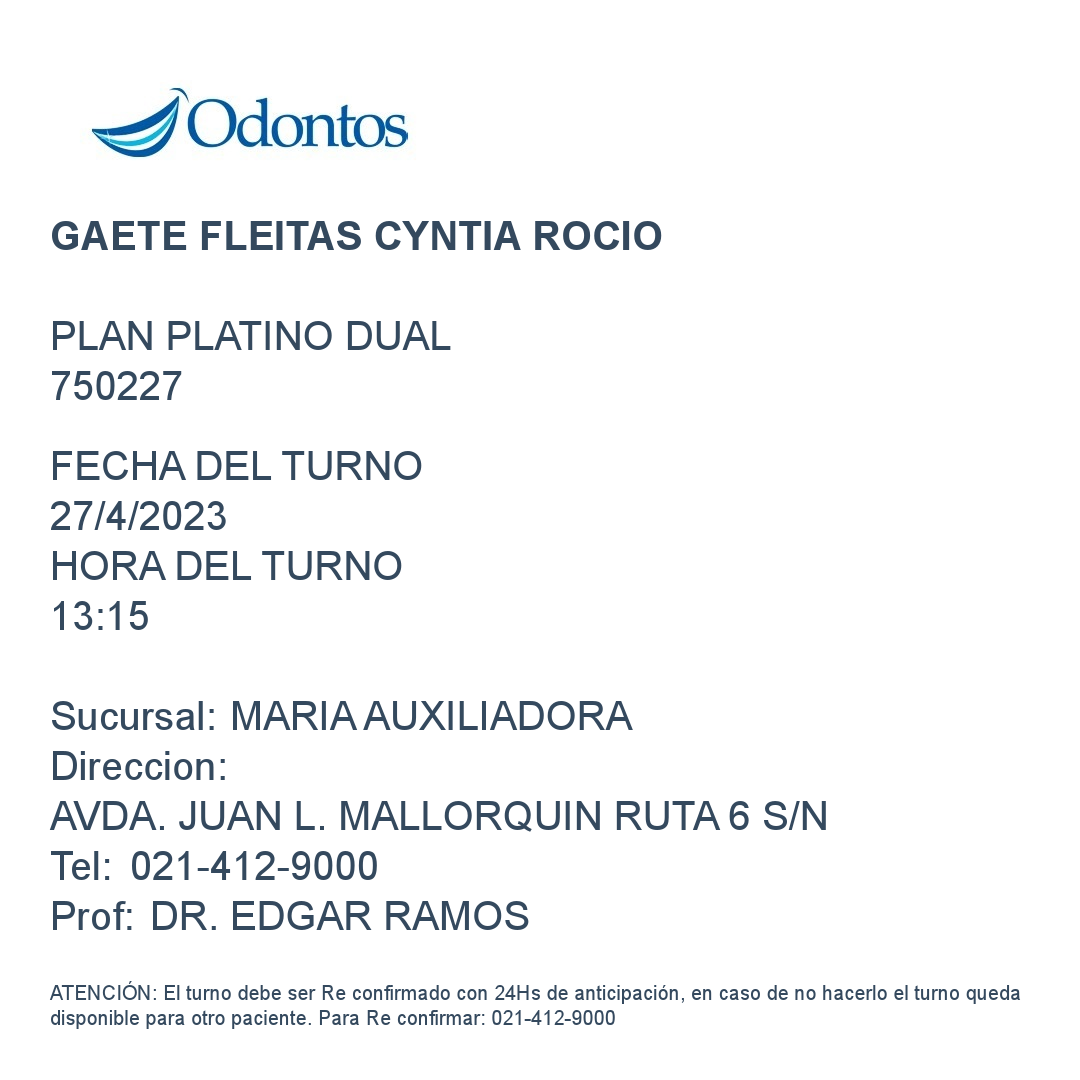 Odontos
GAETE FLEITAS CYNTIA ROCIO
PLAN PLATINO DUAL
750227
FECHA DEL TURNO
27/4/2023
HORA DEL TURNO
13:15
Sucursal: MARIA AUXILIADORA
Direccion:
AVDA. JUAN L. MALLORQUIN RUTA 6 S/N
Tel: 021-412-9000
Prof: DR. EDGAR RAMOS
ATENCIÓN: El turno debe ser Re confirmado con 24Hs de anticipación, en caso de no hacerlo el turno queda
disponible para otro paciente. Para Re confirmar: 021-412-9000